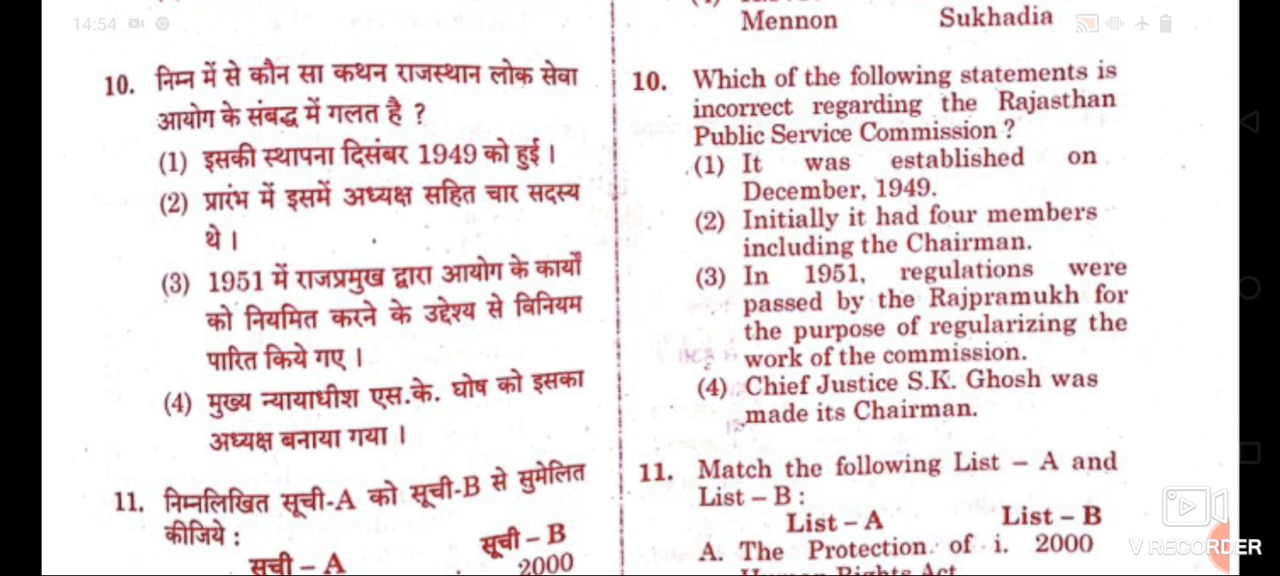 14:54
Mennon Sukhadia
10. निम्न में से कौन सा कथन राजस्थान लोक सेवा
आयोग के संबद्ध में गलत है ?
(1) इसकी स्थापना दिसंबर 1949 को हुई ।
(2) प्रारंभ में इसमें अध्यक्ष सहित चार सदस्य
थे ।
(3) 1951 में राजप्रमुख द्वारा आयोग के कार्यों
को नियमित करने के उद्देश्य से विनियम
पारित किये गए ।
(4) मुख्य न्यायाधीश एस.के. घोष को इसका
अध्यक्ष बनाया गया ।
11. निम्नलिखित सूची-A को सूची-B से सुमेलित
कीजिये :
सूची – A सूची – B
2000
10. Which of the following statements is
incorrect regarding the Rajasthan
Public Service Commission ?
(1) It was established on
December, 1949.
(2) Initially it had four members
including the Chairman.
(3) In 1951, regulations were
passed by the Rajpramukh for
the purpose of regularizing the
work of the commission.
(4) Chief Justice S.K. Ghosh was
made its Chairman.
11. Match the following List – A and
List – B :
List – A List – B
A. The Protection of i. 2000
Human Rights Act
V RECORDER